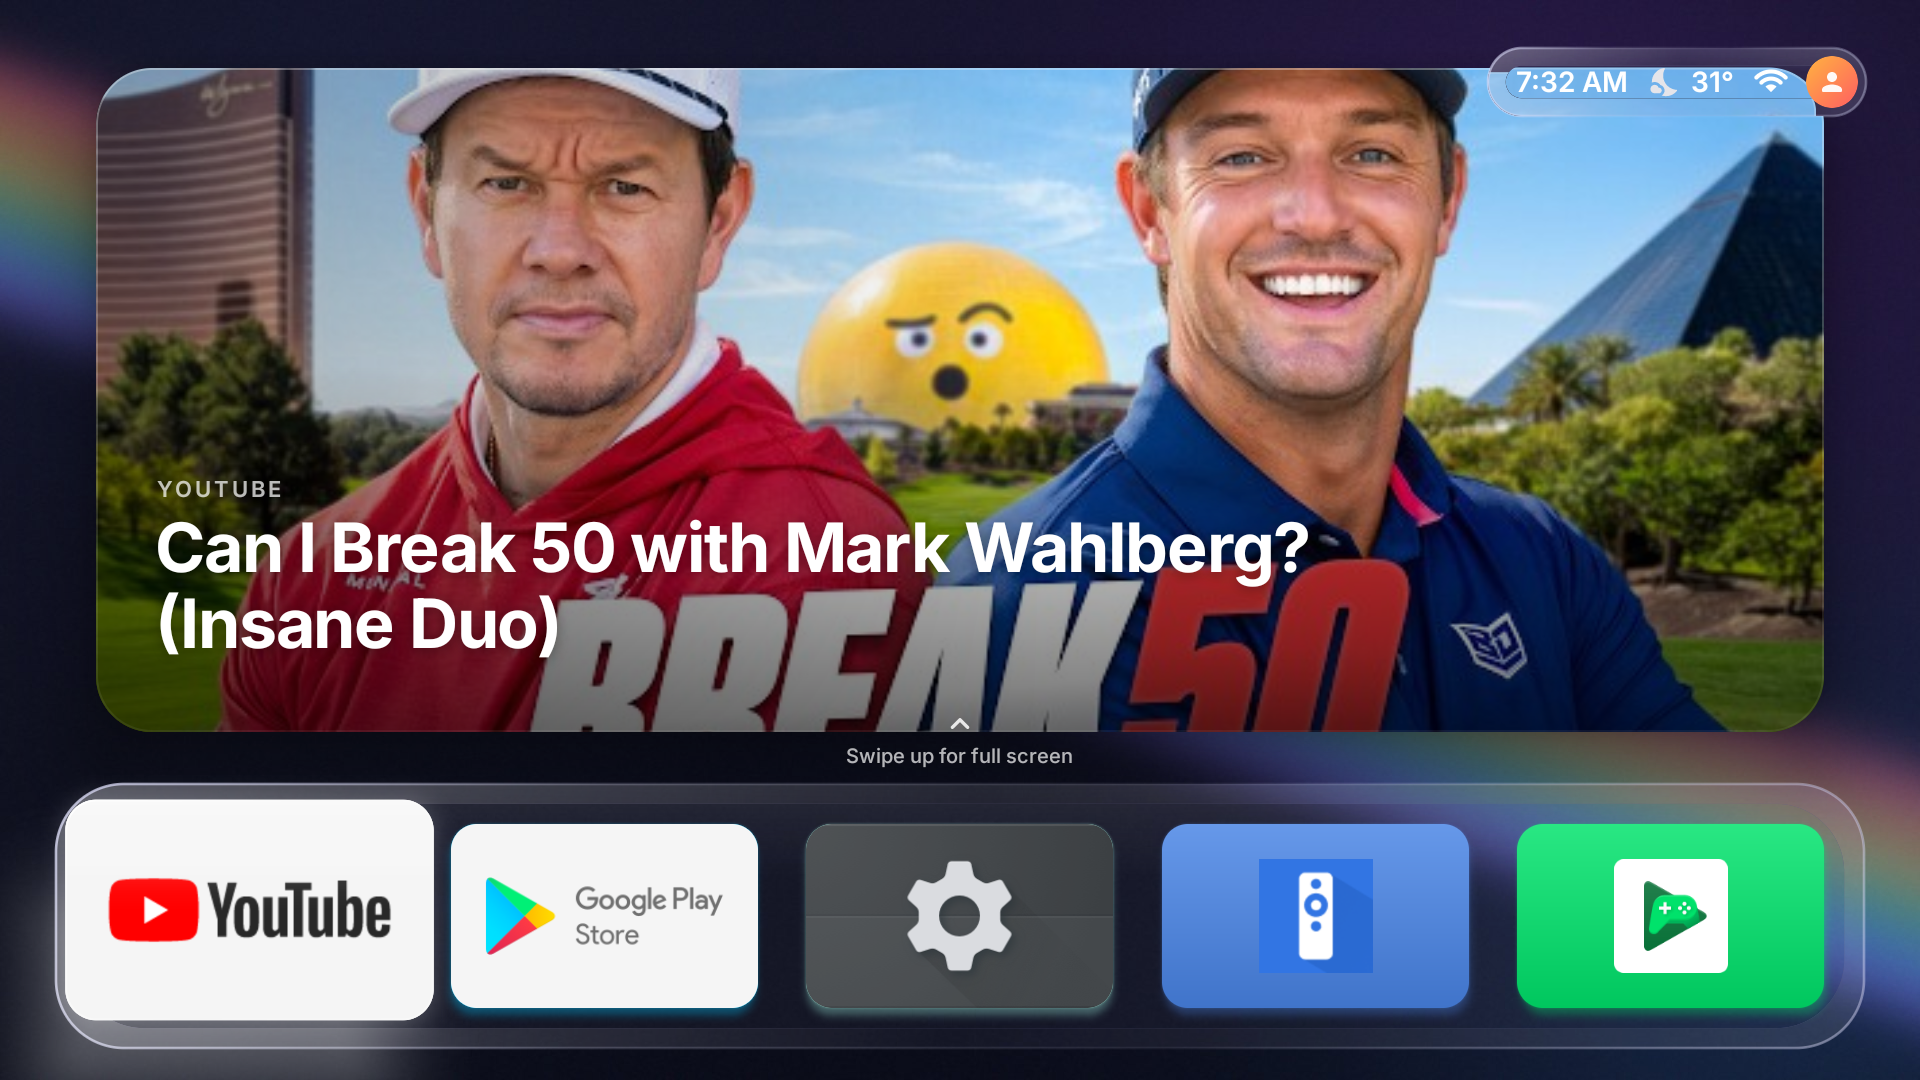 7:32 AM 31°
YOUTUBE
Can I Break 50 with Mark Wahlberg?
(Insane Duo)
BREAK 50
Swipe up for full screen
YouTube
Google Play
Store